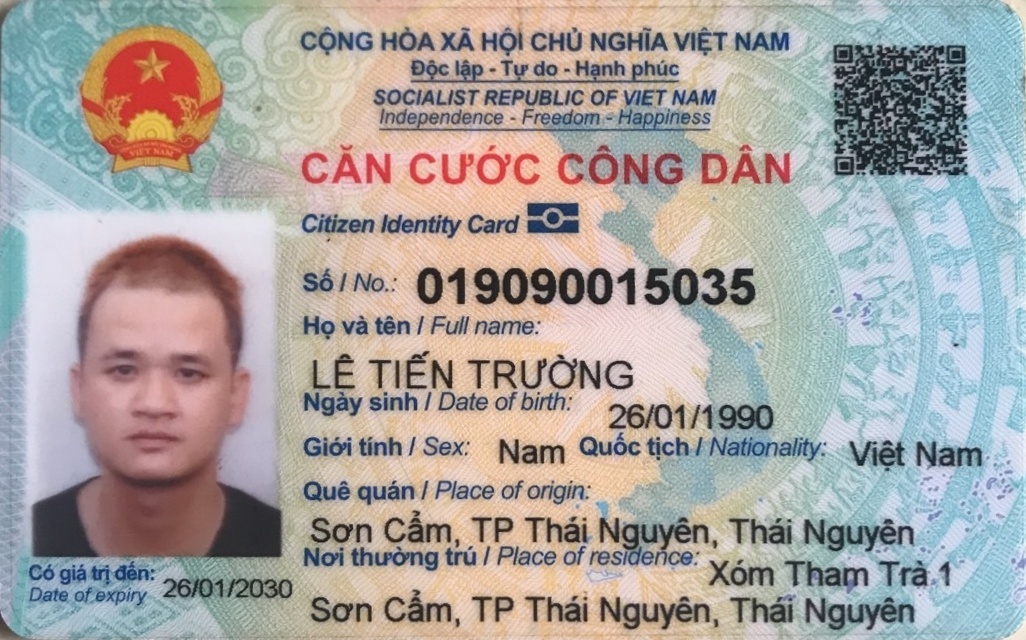 CỘNG HÒA XÃ HỘI CHỦ NGHĨA VIỆT NAM
Độc lập - Tự do - Hạnh phúc
SOCIALIST REPUBLIC OF VIET NAM
Independence - Freedom - Happiness
CĂN CƯỚC CÔNG DÂN
Citizen Identity Card
Số / No.: 019090015035
Họ và tên / Full name:
LÊ TIẾN TRƯỜNG
Ngày sinh / Date of birth: 26/01/1990
Giới tính / Sex: Nam Quốc tịch / Nationality: Việt Nam
Quê quán / Place of origin:
Sơn Cẩm, TP Thái Nguyên, Thái Nguyên
Nơi thường trú / Place of residence: Xóm Tham Trà 1
Sơn Cẩm, TP Thái Nguyên, Thái Nguyên
Có giá trị đến: 26/01/2030
Date of expiry
VIỆT NAM